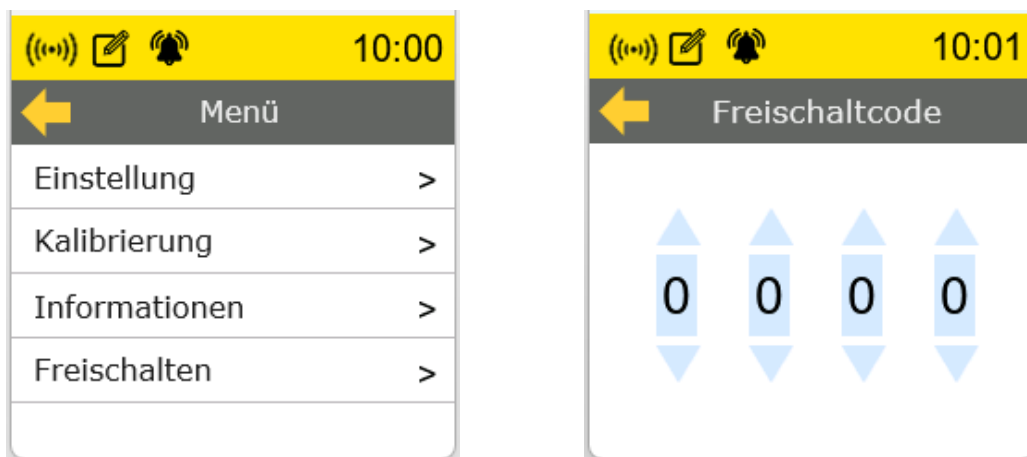 10:00
Menü
Einstellung >
Kalibrierung >
Informationen >
Freischalten >
10:01
Freischaltcode
0 0 0 0